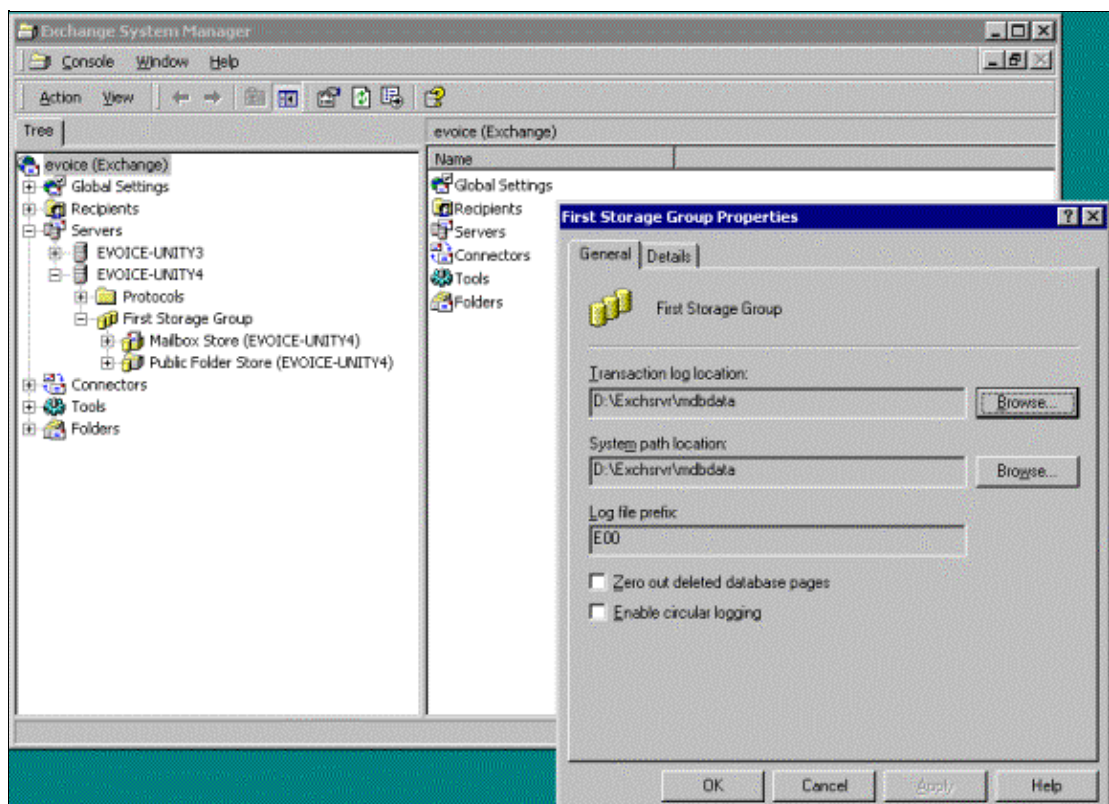 Exchange System Manager
Console Window Help
Action View
Tree
evoice (Exchange)
evoice (Exchange)
Global Settings
Recipients
Servers
EVOICE-UNITY3
EVOICE-UNITY4
Protocols
First Storage Group
Mailbox Store (EVOICE-UNITY4)
Public Folder Store (EVOICE-UNITY4)
Connectors
Tools
Folders
Name
Global Settings
Recipients
Servers
Connectors
Tools
Folders
First Storage Group Properties
General Details
First Storage Group
Transaction log location:
D:\Exchsrvr\mdbdata Browse...
System path location:
D:\Exchsrvr\mdbdata Browse...
Log file prefix:
E00
Zero out deleted database pages
Enable circular logging
OK Cancel Apply Help